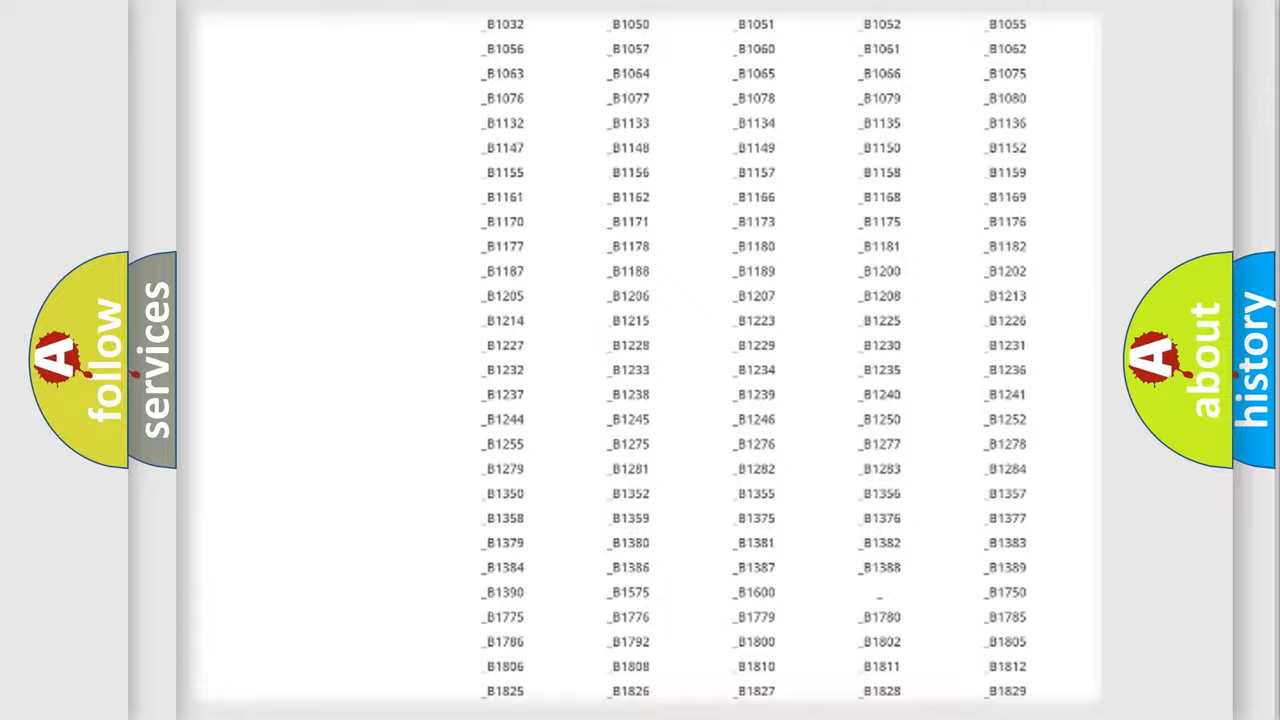 _B1032 _B1050 _B1051 _B1052 _B1055
_B1056 _B1057 _B1060 _B1061 _B1062
_B1063 _B1064 _B1065 _B1066 _B1075
_B1076 _B1077 _B1078 _B1079 _B1080
_B1132 _B1133 _B1134 _B1135 _B1136
_B1147 _B1148 _B1149 _B1150 _B1152
_B1155 _B1156 _B1157 _B1158 _B1159
_B1161 _B1162 _B1166 _B1168 _B1169
_B1170 _B1171 _B1173 _B1175 _B1176
_B1177 _B1178 _B1180 _B1181 _B1182
_B1187 _B1188 _B1189 _B1200 _B1202
_B1205 _B1206 _B1207 _B1208 _B1213
_B1214 _B1215 _B1223 _B1225 _B1226
_B1227 _B1228 _B1229 _B1230 _B1231
_B1232 _B1233 _B1234 _B1235 _B1236
_B1237 _B1238 _B1239 _B1240 _B1241
_B1244 _B1245 _B1246 _B1250 _B1252
_B1255 _B1275 _B1276 _B1277 _B1278
_B1279 _B1281 _B1282 _B1283 _B1284
_B1350 _B1352 _B1355 _B1356 _B1357
_B1358 _B1359 _B1375 _B1376 _B1377
_B1379 _B1380 _B1381 _B1382 _B1383
_B1384 _B1386 _B1387 _B1388 _B1389
_B1390 _B1575 _B1600 _ _B1750
_B1775 _B1776 _B1779 _B1780 _B1785
_B1786 _B1792 _B1800 _B1802 _B1805
_B1806 _B1808 _B1810 _B1811 _B1812
_B1825 _B1826 _B1827 _B1828 _B1829
A follow
services
A about
history